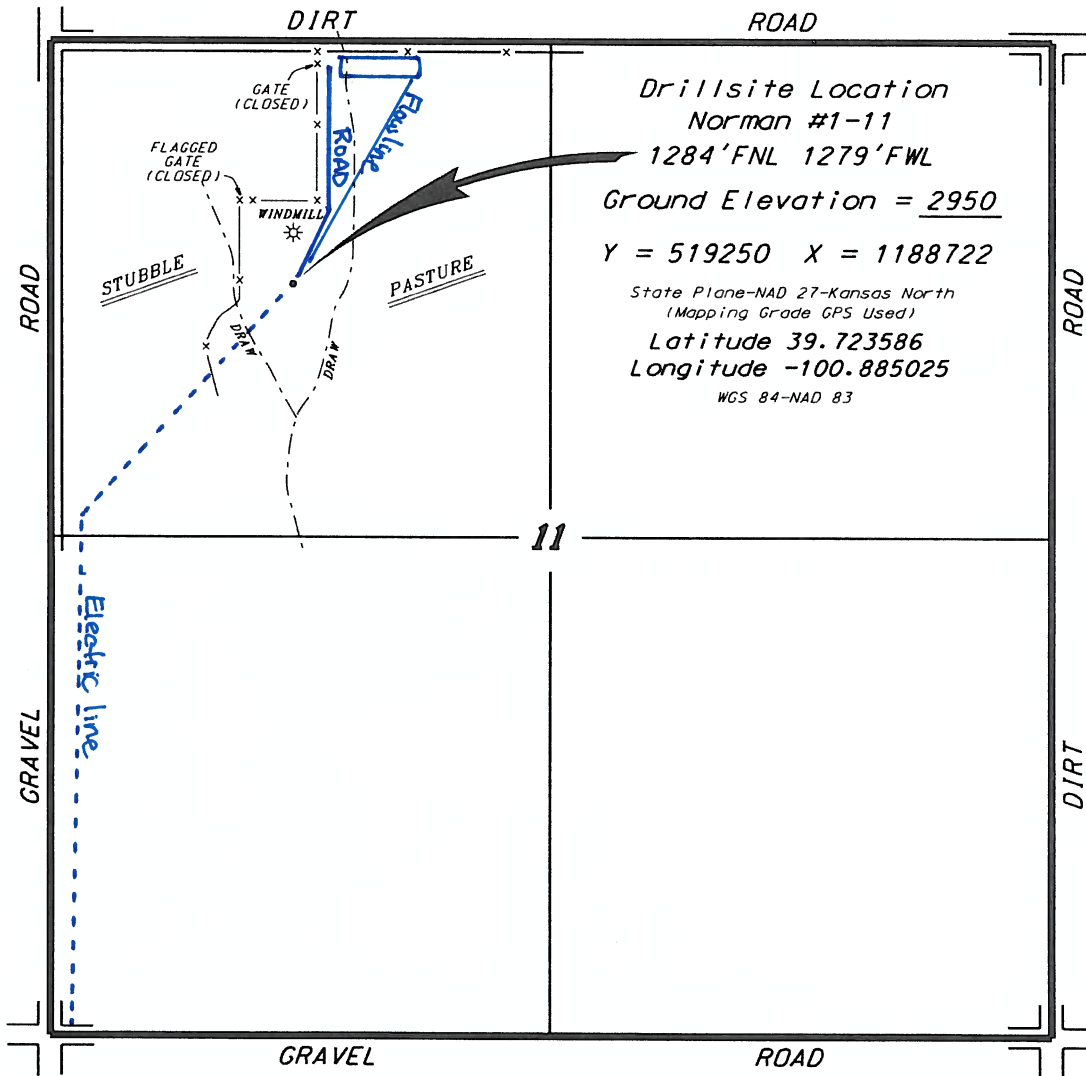 DIRT
ROAD
GATE
(CLOSED)
FLAGGED
GATE
(CLOSED)
ROAD
Flowline
WINDMILL
STUBBLE
PASTURE
DRAW
DRAW
Drillsite Location
Norman #1-11
1284'FNL 1279'FWL
Ground Elevation = 2950
Y = 519250 X = 1188722
State Plane-NAD 27-Kansas North
(Mapping Grade GPS Used)
Latitude 39.723586
Longitude -100.885025
WGS 84-NAD 83
ROAD
ROAD
11
Electric line
GRAVEL
DIRT
GRAVEL
ROAD